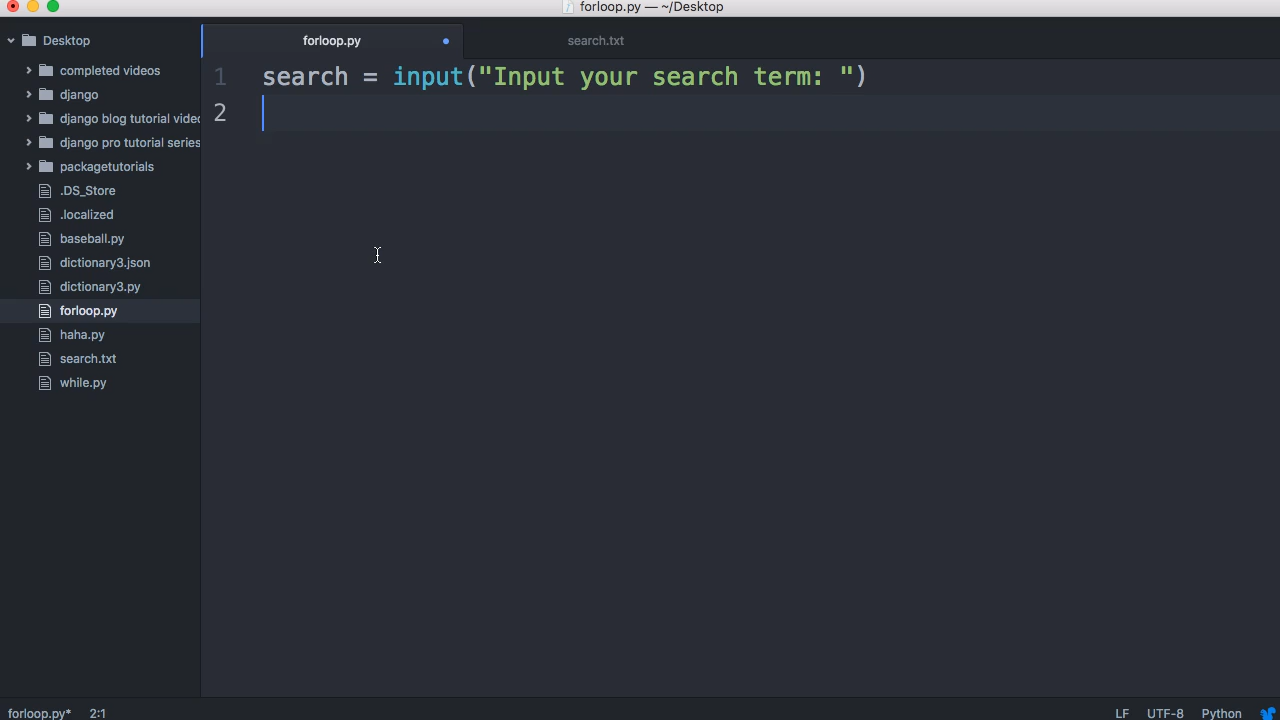 forloop.py — ~/Desktop
Desktop
completed videos
django
django blog tutorial vide
django pro tutorial series
packagetutorials
.DS_Store
.localized
baseball.py
dictionary3.json
dictionary3.py
forloop.py
haha.py
search.txt
while.py
forloop.py
search.txt
1 search = input("Input your search term: ")
2
forloop.py* 2:1
LF UTF-8 Python